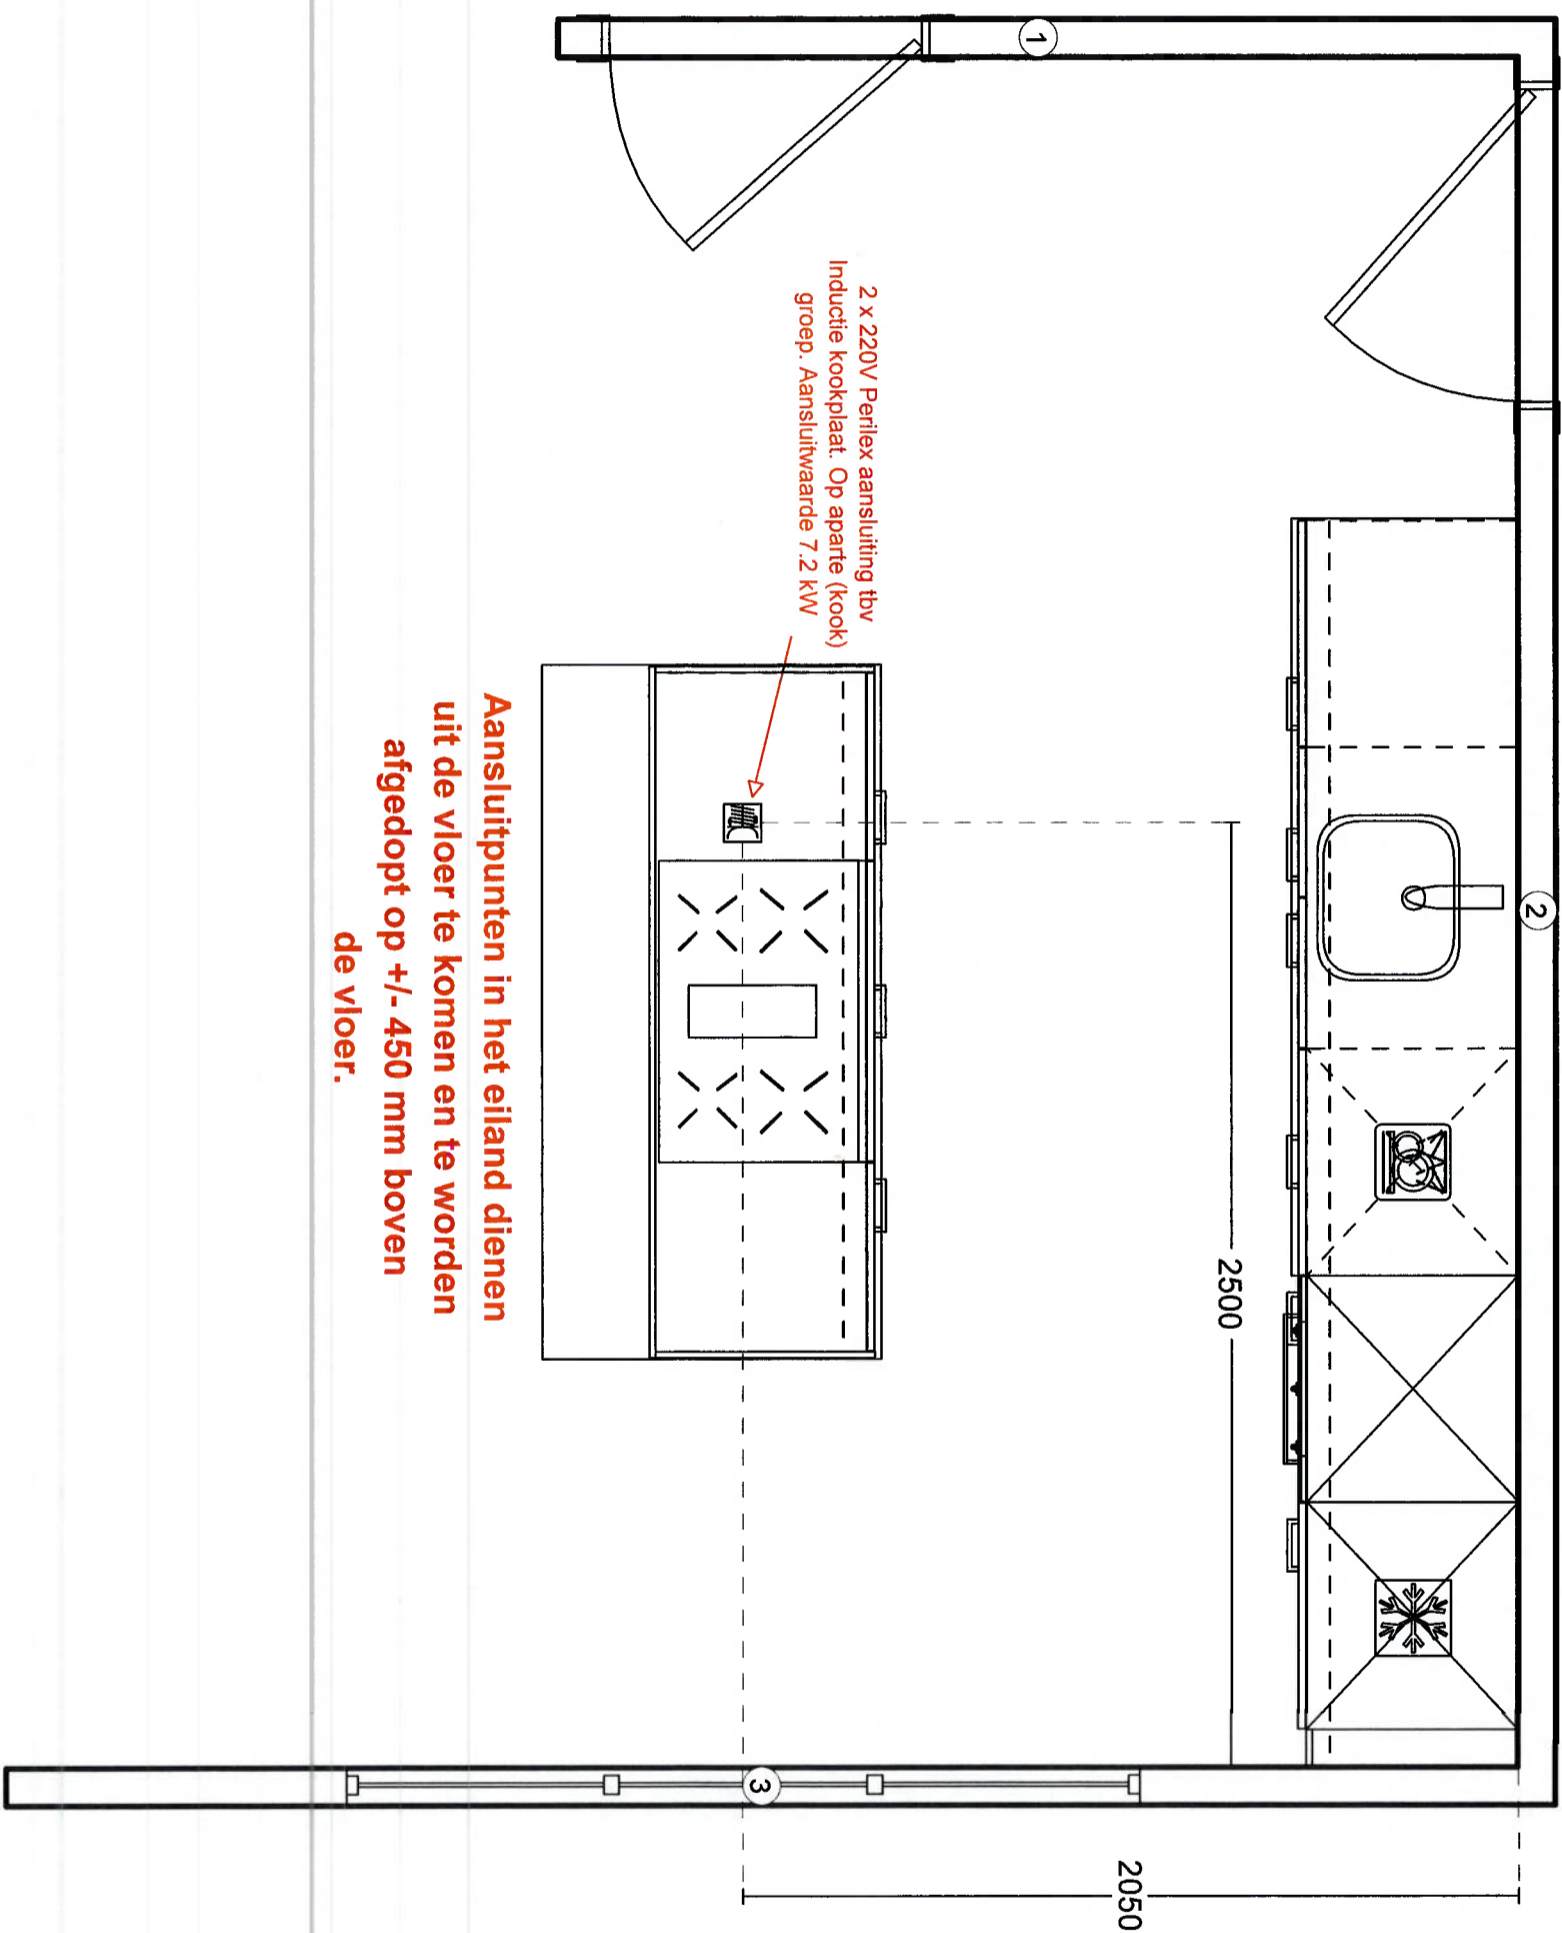 1
2 x 220V Perilex aansluiting tbv
Inductie kookplaat. Op aparte (kook)
groep. Aansluitwaarde 7.2 kW
2
2500
Aansluitpunten in het eiland dienen
uit de vloer te komen en te worden
afgedopt op +/- 450 mm boven
de vloer.
3
2050